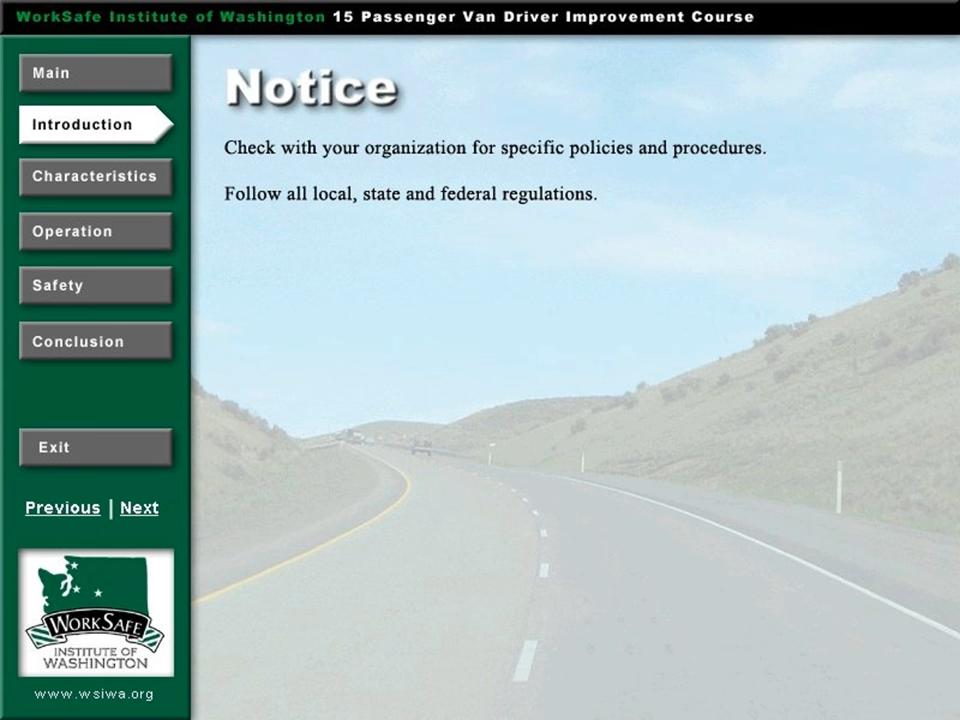 WorkSafe Institute of Washington 15 Passenger Van Driver Improvement Course
Main
Introduction
Characteristics
Operation
Safety
Conclusion
Exit
Previous | Next
WORKSAFE
INSTITUTE OF
WASHINGTON
www.wsiwa.org
Notice
Check with your organization for specific policies and procedures.
Follow all local, state and federal regulations.